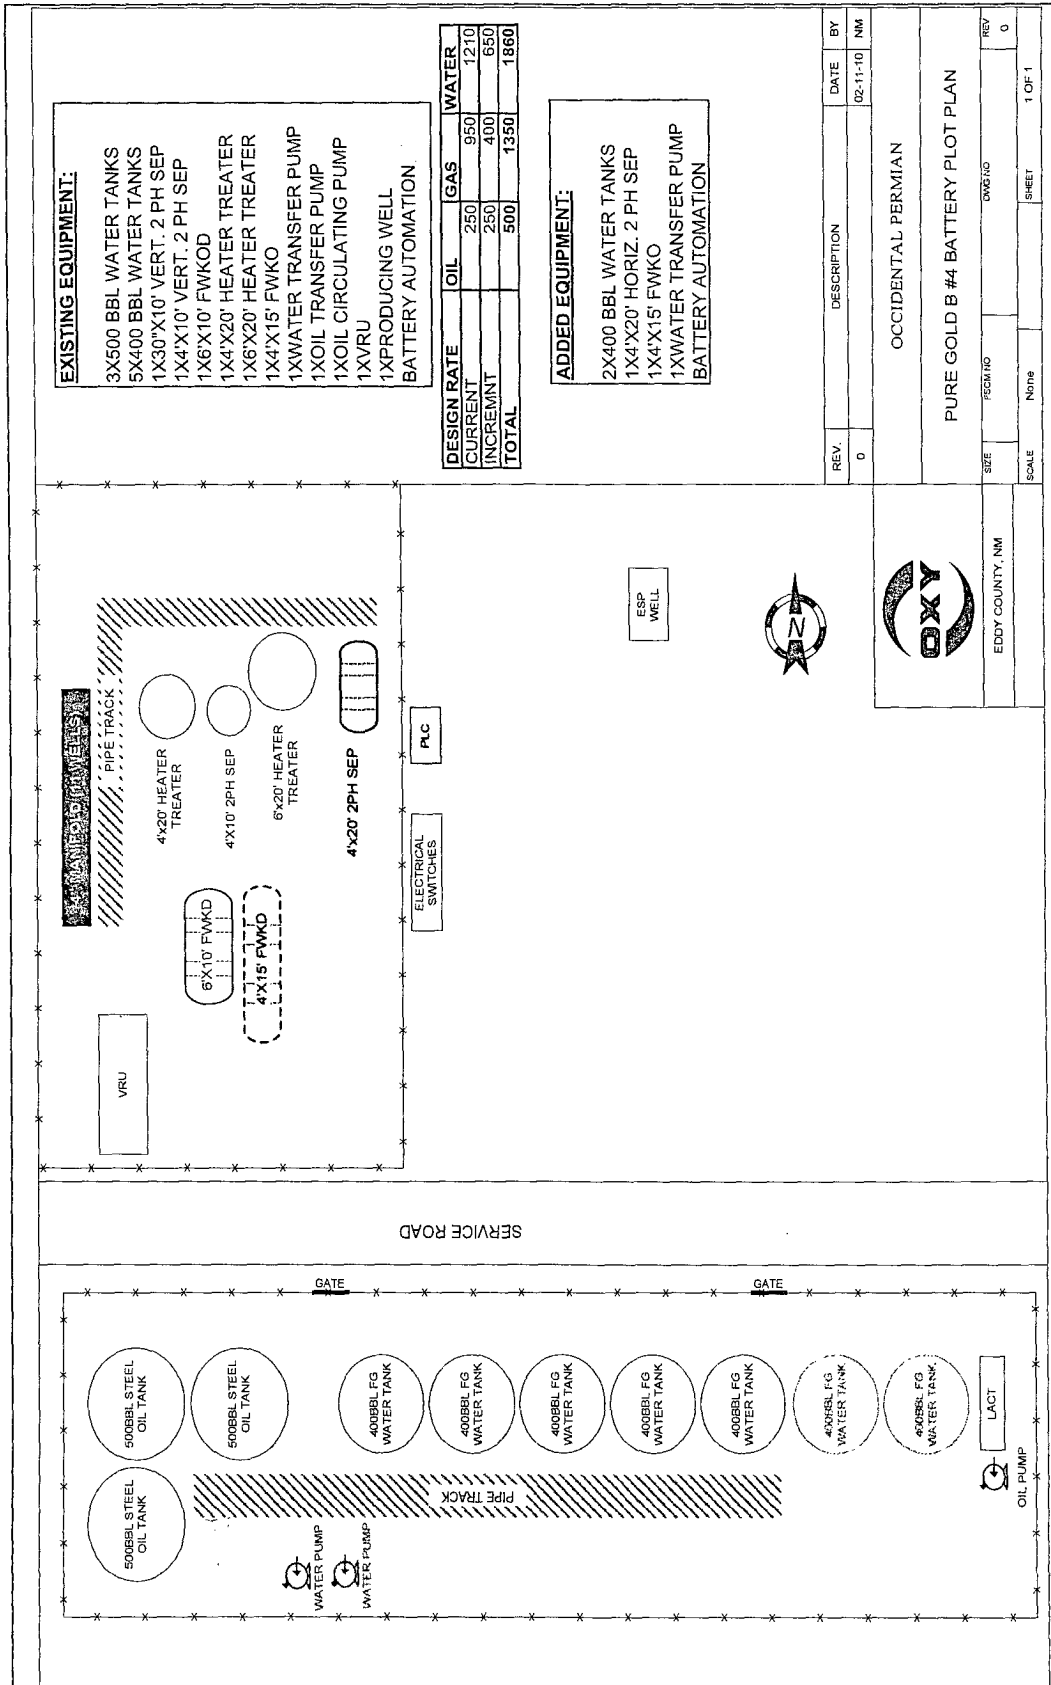 EXISTING EQUIPMENT:
3X500 BBL WATER TANKS
5X400 BBL WATER TANKS
1X30"X10' VERT. 2 PH SEP
1X4'X10' VERT. 2 PH SEP
1X6'X10' FWKOD
1X4'X20' HEATER TREATER
1X6'X20' HEATER TREATER
1X4'X15' FWKO
1XWATER TRANSFER PUMP
1XOIL TRANSFER PUMP
1XOIL CIRCULATING PUMP
1XVRU
1XPRODUCING WELL
BATTERY AUTOMATION
DESIGN RATE OIL GAS WATER
CURRENT 250 950 1210
INCREMNT 250 400 650
TOTAL 500 1350 1860
ADDED EQUIPMENT:
2X400 BBL WATER TANKS
1X4'X20' HORIZ. 2 PH SEP
1X4'X15' FWKO
1XWATER TRANSFER PUMP
BATTERY AUTOMATION
REV. DESCRIPTION DATE BY
0 02-11-10 NM
OCCIDENTAL PERMIAN
PURE GOLD B #4 BATTERY PLOT PLAN
SIZE FSCM NO DWG NO REV
0
SCALE None SHEET 1 OF 1
OXY
EDDY COUNTY, NM
N
ESP
WELL
MANIFOLD
PIPE TRACK
4'x20' HEATER
TREATER
4'X10' 2PH SEP
6'x20' HEATER
TREATER
4'x20' 2PH SEP
PLC
ELECTRICAL
SWITCHES
6'X10' FWKD
4'X15' FWKD
VRU
SERVICE ROAD
GATE
GATE
500BBL STEEL
OIL TANK
500BBL STEEL
OIL TANK
500BBL STEEL
OIL TANK
400BBL FG
WATER TANK
400BBL FG
WATER TANK
400BBL FG
WATER TANK
400BBL FG
WATER TANK
400BBL FG
WATER TANK
400BBL FG
WATER TANK
400BBL FG
WATER TANK
LACT
OIL PUMP
PIPE TRACK
WATER PUMP
WATER PUMP